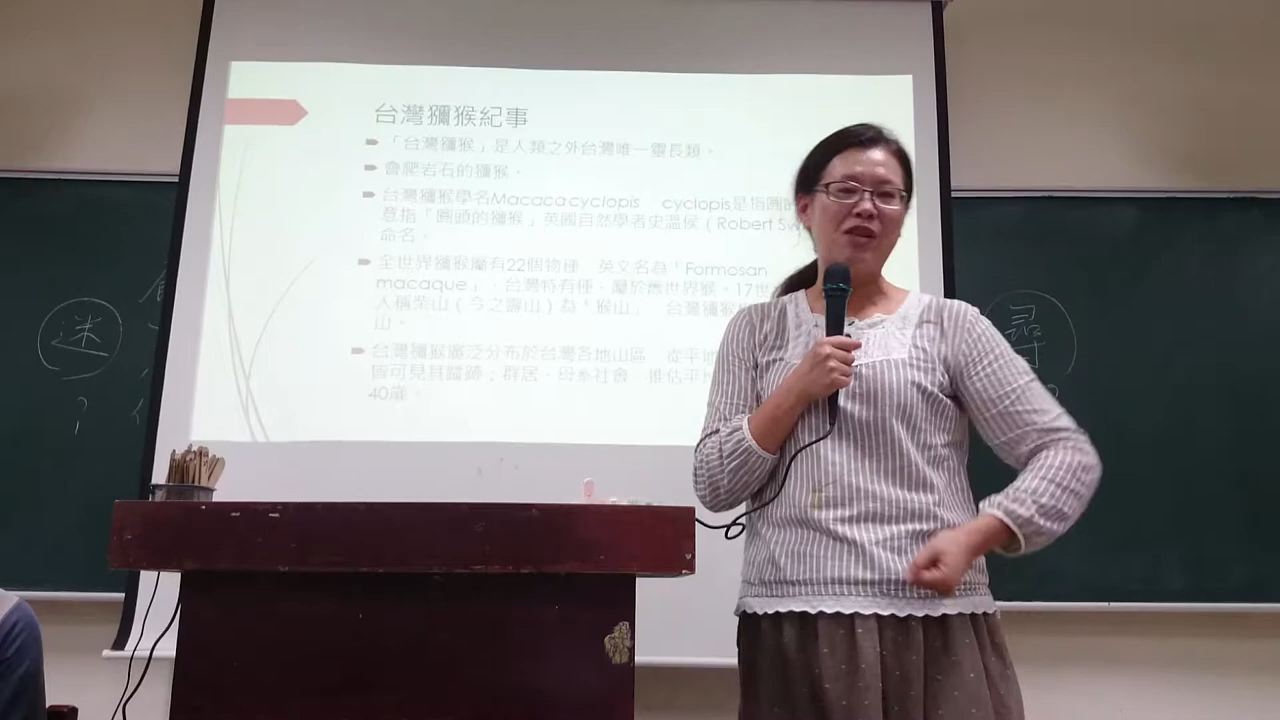 台灣獼猴紀事
「台灣獼猴」是人類之外台灣唯一靈長類。
會爬岩石的獼猴。
台灣獼猴學名Macaca cyclopis cyclopis是指圓的
意指「圓頭的獼猴」英國自然學者史溫侯（Robert Sw
命名。
全世界獼猴屬有22個物種 英文名為「Formosan
macaque」，台灣特有種，屬於舊世界猴。17世
人稱柴山（今之壽山）為「猴山」 台灣獼猴
山。
台灣獼猴廣泛分布於台灣各地山區 從平地
皆可見其蹤跡；群居、母系社會 推估平
40歲。
迷
?
尋